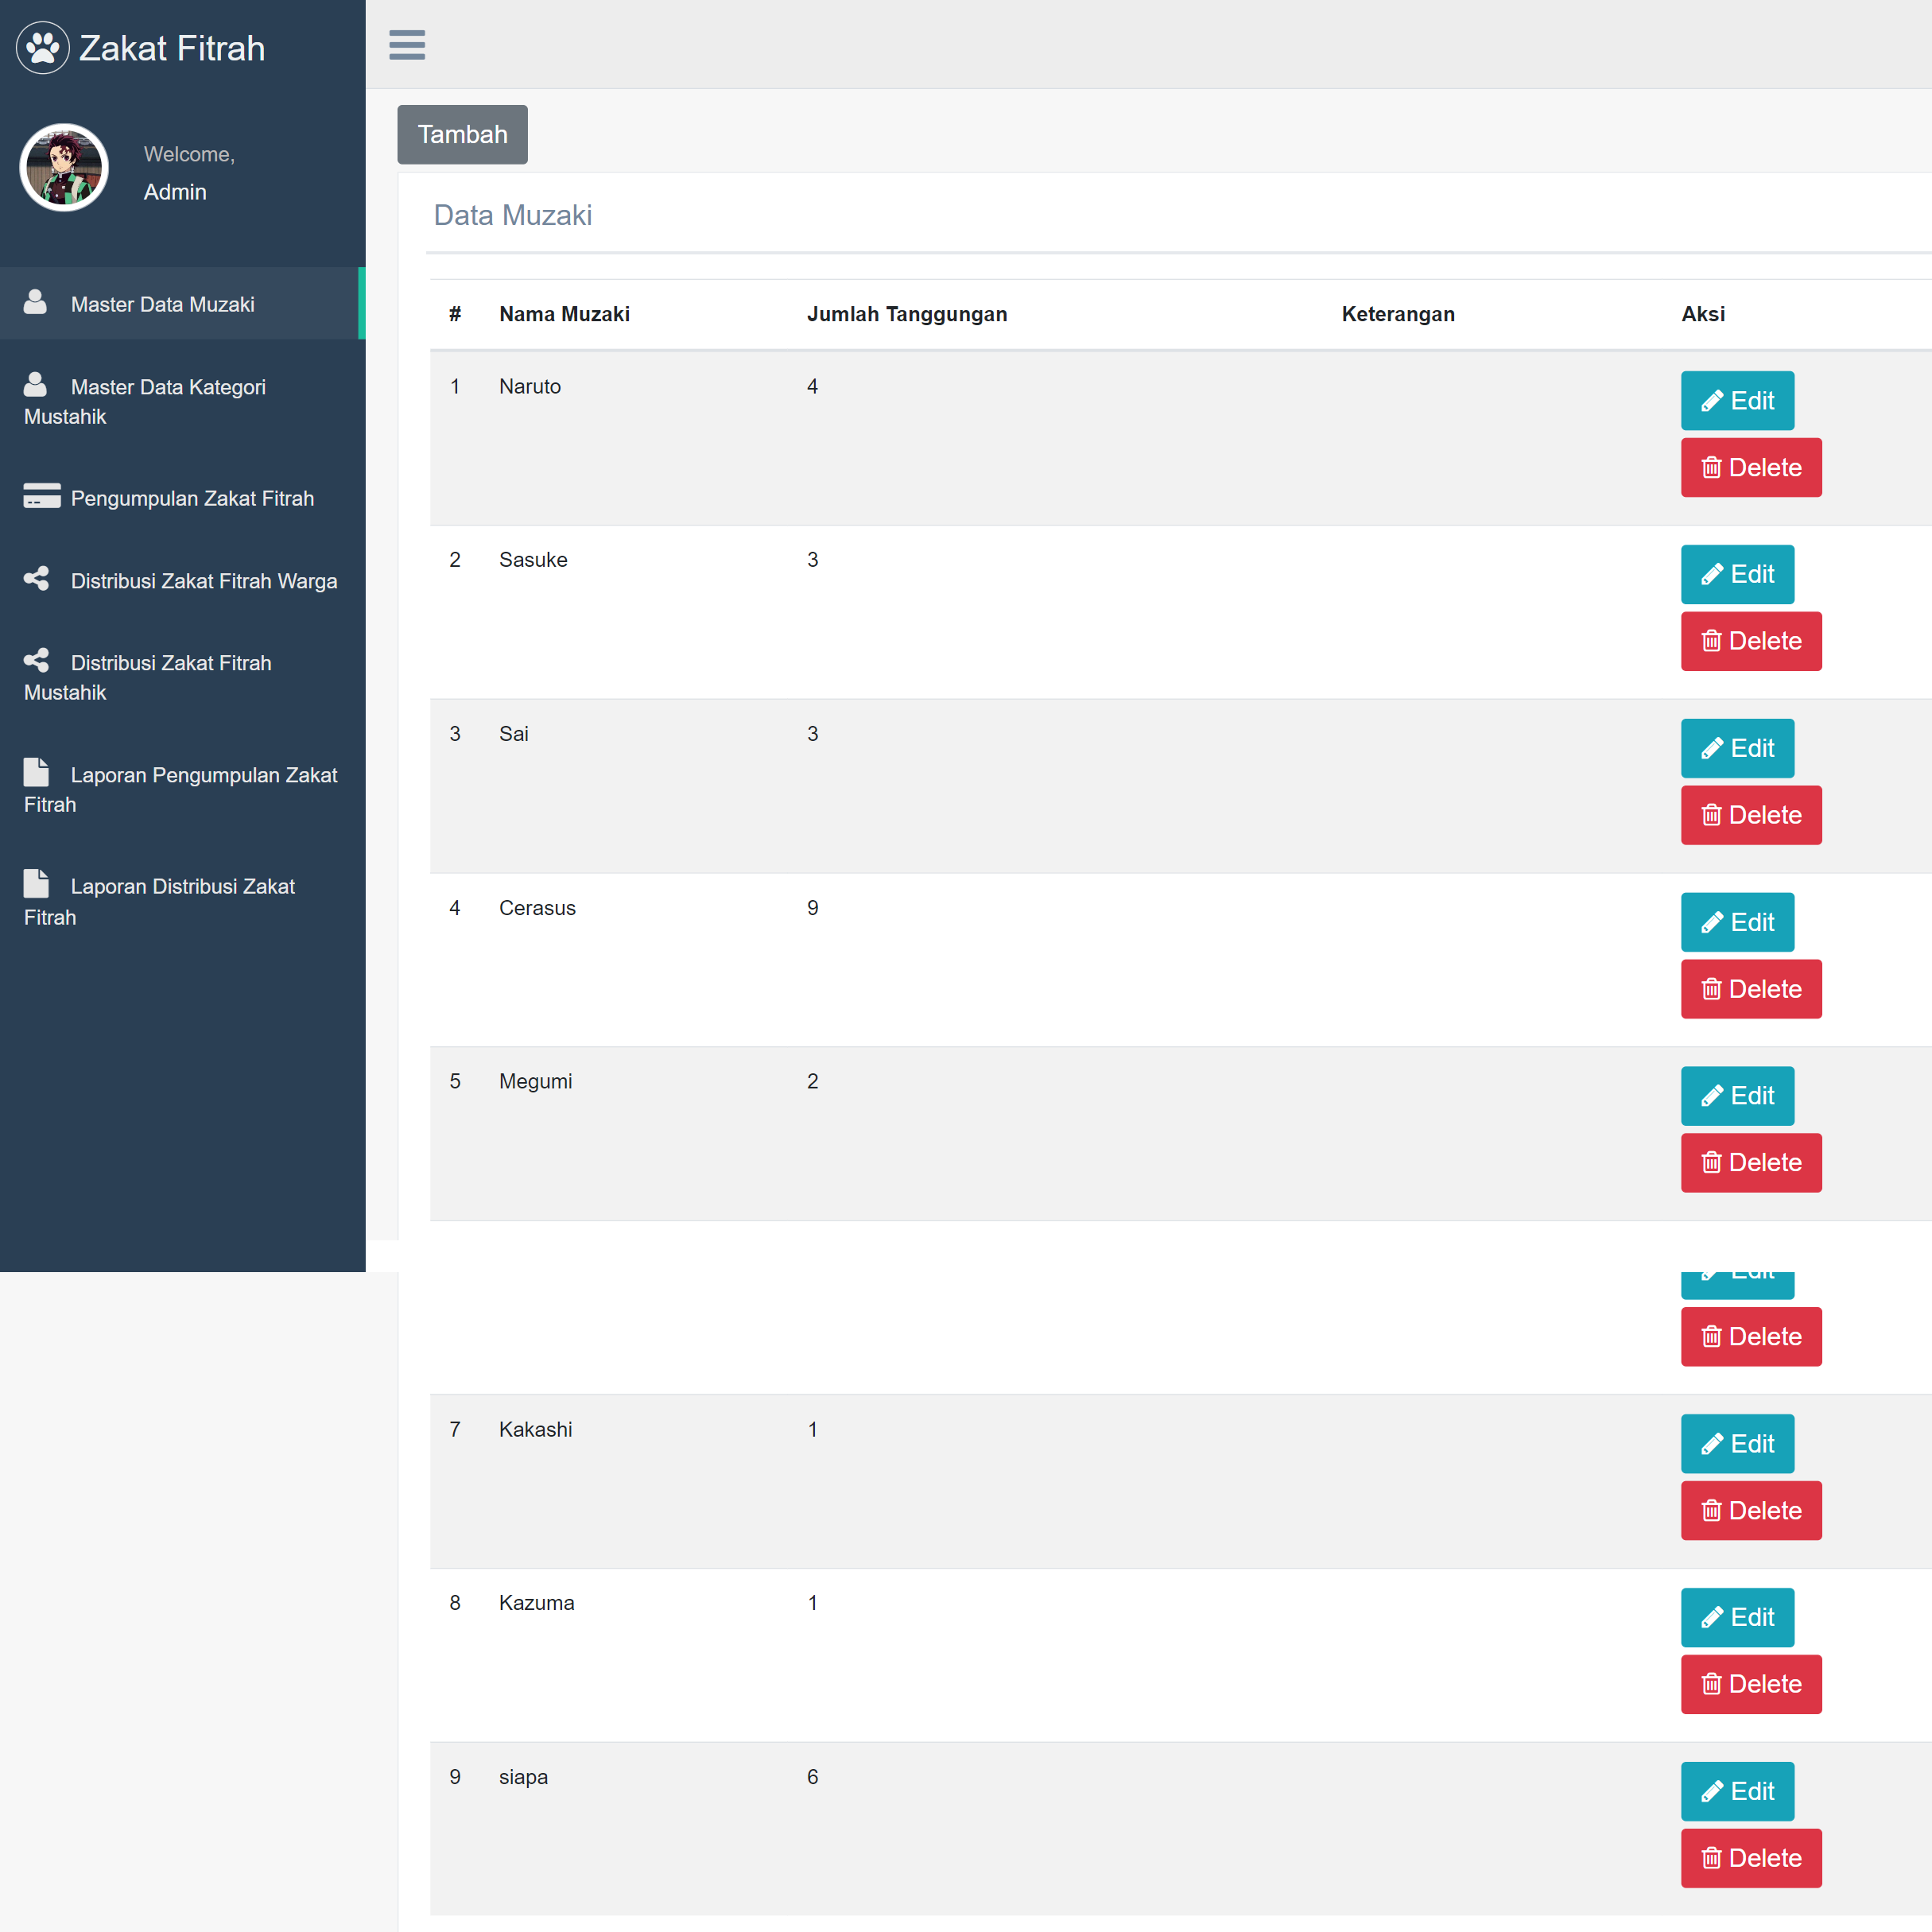 Zakat Fitrah
Welcome,
Admin
Master Data Muzaki
Master Data Kategori
Mustahik
Pengumpulan Zakat Fitrah
Distribusi Zakat Fitrah Warga
Distribusi Zakat Fitrah
Mustahik
Laporan Pengumpulan Zakat
Fitrah
Laporan Distribusi Zakat
Fitrah
Tambah
Data Muzaki
# Nama Muzaki Jumlah Tanggungan Keterangan Aksi
1 Naruto 4 Edit
Delete
2 Sasuke 3 Edit
Delete
3 Sai 3 Edit
Delete
4 Cerasus 9 Edit
Delete
5 Megumi 2 Edit
Delete
Edit
Delete
7 Kakashi 1 Edit
Delete
8 Kazuma 1 Edit
Delete
9 siapa 6 Edit
Delete